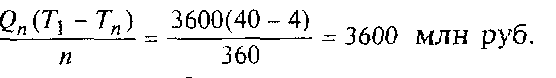 Qₙ(T₁ − Tₙ) / n = 3600(40 − 4) / 360 = 3600 млн руб.